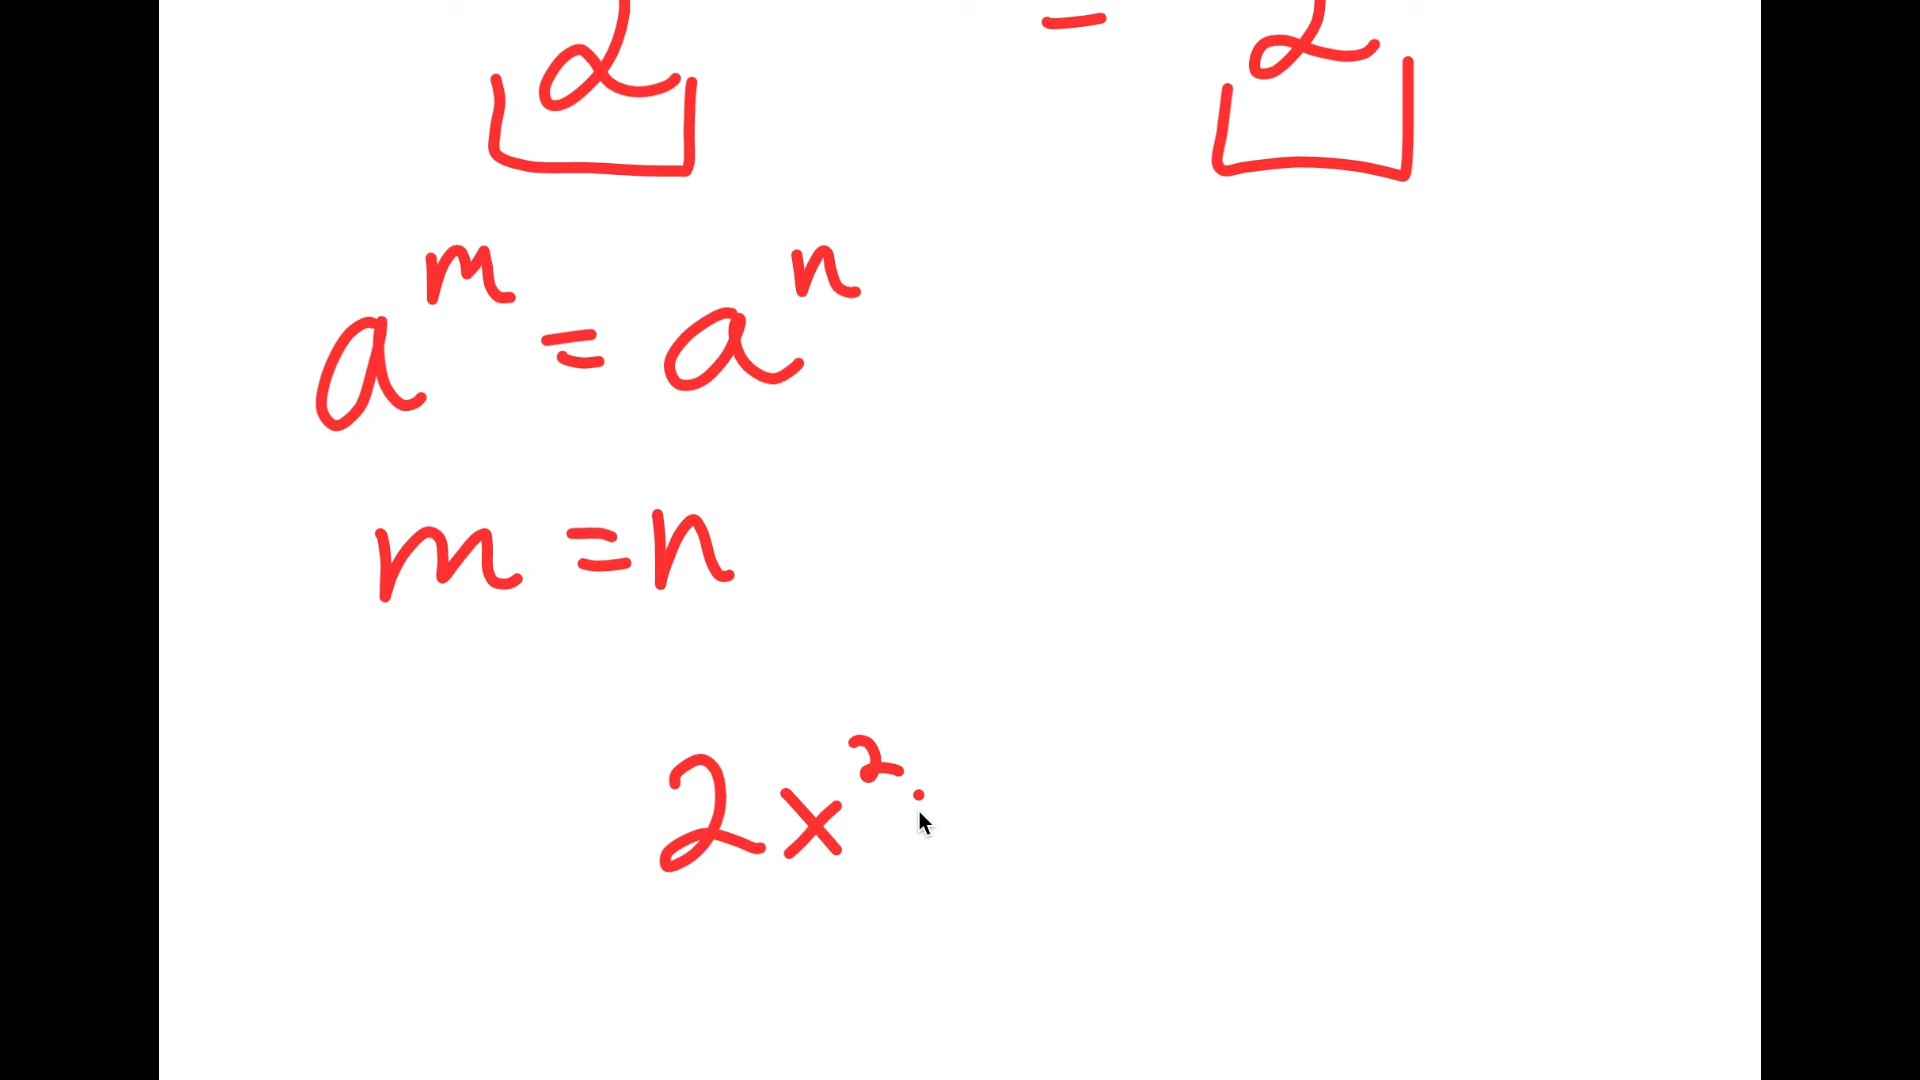 2 - 2
a^m = a^n
m = n
2x^2 .